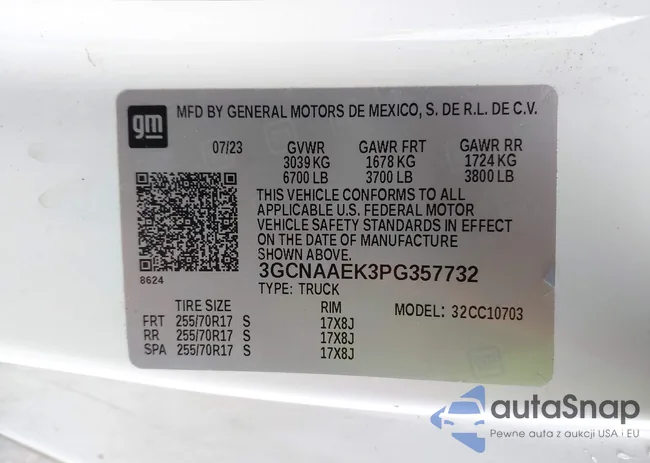 gm
MFD BY GENERAL MOTORS DE MEXICO, S. DE R.L. DE C.V.
07/23 GVWR GAWR FRT GAWR RR
3039 KG 1678 KG 1724 KG
6700 LB 3700 LB 3800 LB
THIS VEHICLE CONFORMS TO ALL
APPLICABLE U.S. FEDERAL MOTOR
VEHICLE SAFETY STANDARDS IN EFFECT
ON THE DATE OF MANUFACTURE
SHOWN ABOVE.
3GCNAAEK3PG357732
8624
TYPE: TRUCK
TIRE SIZE RIM MODEL: 32CC10703
FRT 255/70R17 S 17X8J
RR 255/70R17 S 17X8J
SPA 255/70R17 S 17X8J
autaSnap
Pewne auta z aukcji USA i EU